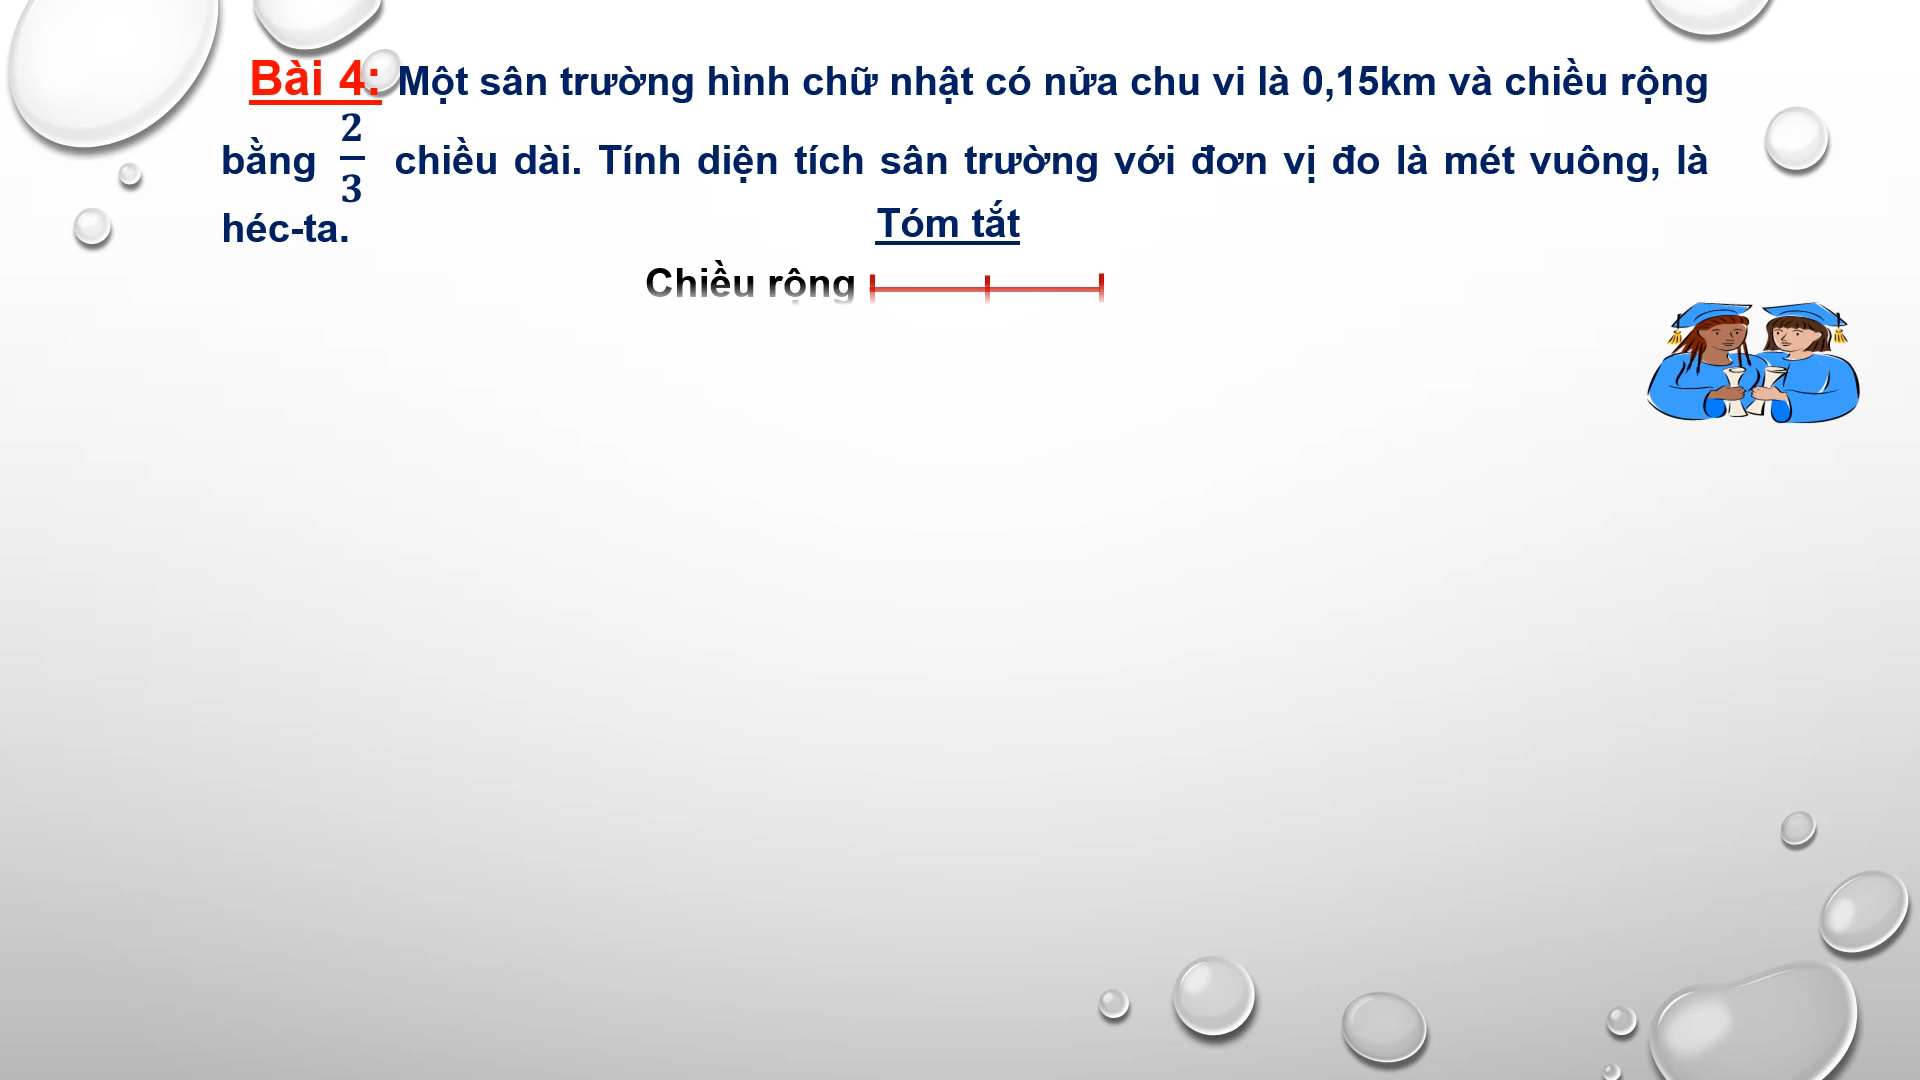 Bài 4: Một sân trường hình chữ nhật có nửa chu vi là 0,15km và chiều rộng
bằng 2/3 chiều dài. Tính diện tích sân trường với đơn vị đo là mét vuông, là
héc-ta.
Tóm tắt
Chiều rộng